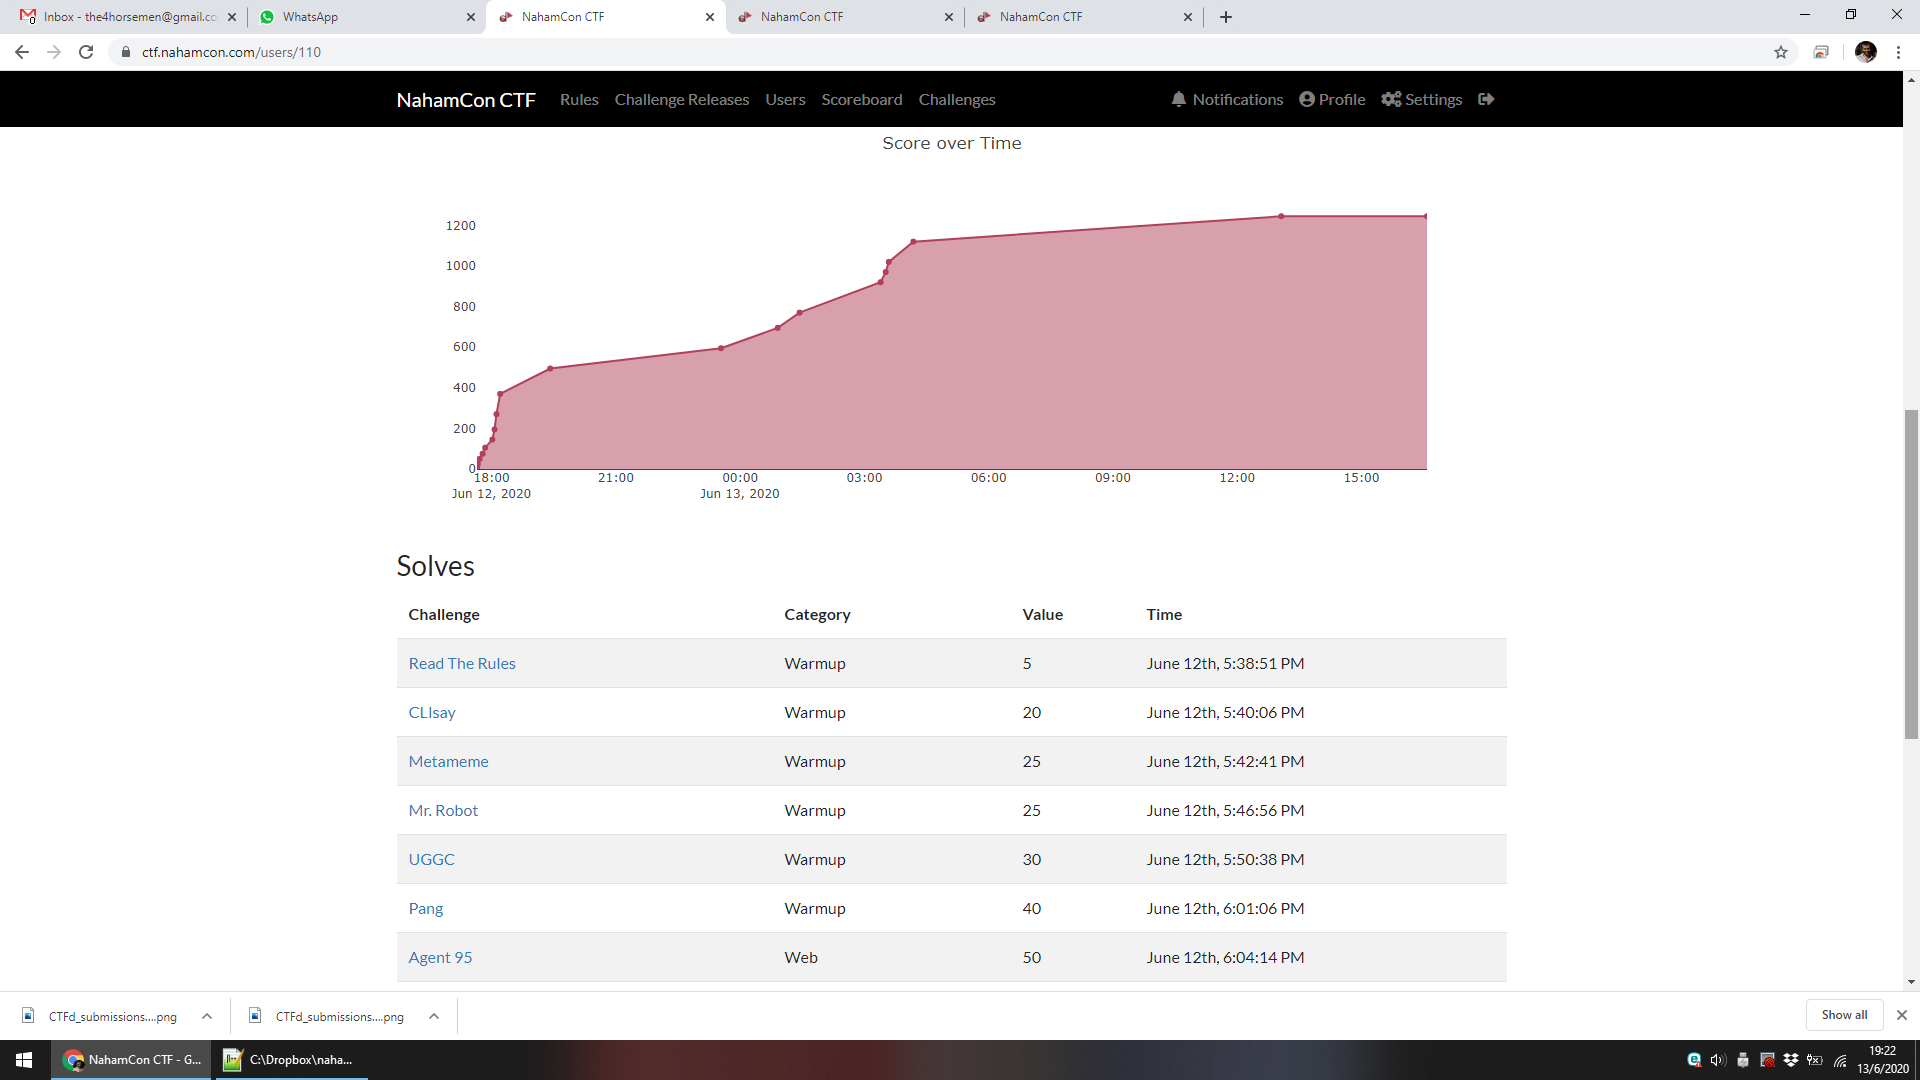 Inbox - the4horsemen@gmail.co
WhatsApp
NahamCon CTF
NahamCon CTF
NahamCon CTF
ctf.nahamcon.com/users/110
NahamCon CTF Rules Challenge Releases Users Scoreboard Challenges Notifications Profile Settings
Score over Time
1200
1000
800
600
400
200
0
18:00 21:00 00:00 03:00 06:00 09:00 12:00 15:00
Jun 12, 2020 Jun 13, 2020
Solves
Challenge Category Value Time
Read The Rules Warmup 5 June 12th, 5:38:51 PM
CLIsay Warmup 20 June 12th, 5:40:06 PM
Metameme Warmup 25 June 12th, 5:42:41 PM
Mr. Robot Warmup 25 June 12th, 5:46:56 PM
UGGC Warmup 30 June 12th, 5:50:38 PM
Pang Warmup 40 June 12th, 6:01:06 PM
Agent 95 Web 50 June 12th, 6:04:14 PM
CTFd_submissions....png CTFd_submissions....png Show all
NahamCon CTF - G... C:\Dropbox\naha... 19:22
13/6/2020